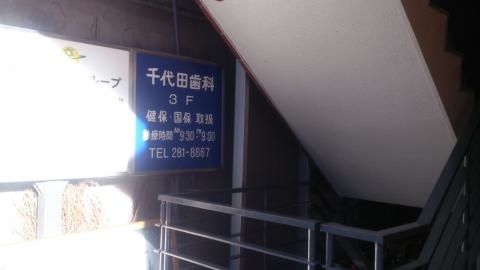 ループ
千代田歯科
3F
健保・国保 取扱
診療時間 AM9:30 PM9:00
TEL 281-8867